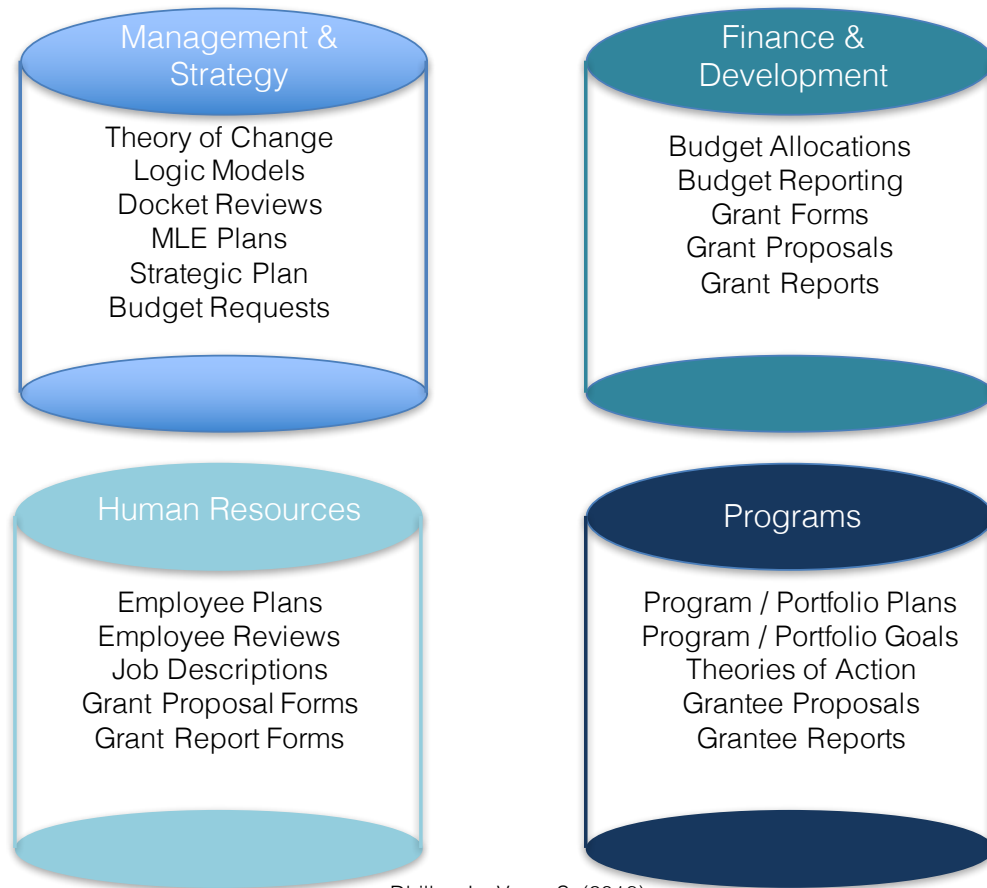 Management &
Strategy
Theory of Change
Logic Models
Docket Reviews
MLE Plans
Strategic Plan
Budget Requests
Finance &
Development
Budget Allocations
Budget Reporting
Grant Forms
Grant Proposals
Grant Reports
Human Resources
Employee Plans
Employee Reviews
Job Descriptions
Grant Proposal Forms
Grant Report Forms
Programs
Program / Portfolio Plans
Program / Portfolio Goals
Theories of Action
Grantee Proposals
Grantee Reports